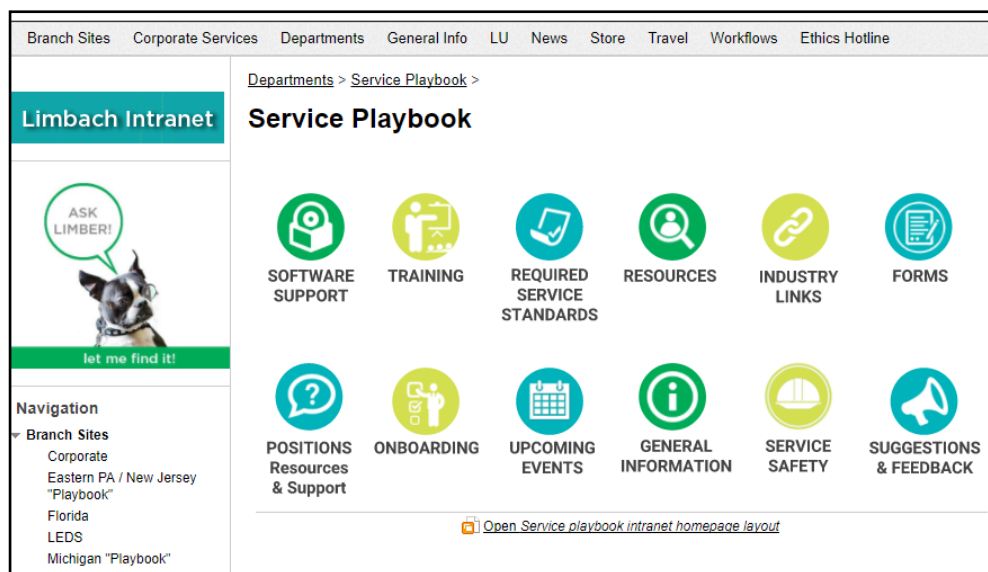 Branch Sites Corporate Services Departments General Info LU News Store Travel Workflows Ethics Hotline
Limbach Intranet
ASK
LIMBER!
let me find it!
Navigation
Branch Sites
Corporate
Eastern PA / New Jersey
"Playbook"
Florida
LEDS
Michigan "Playbook"
Departments > Service Playbook >
Service Playbook
SOFTWARE
SUPPORT
TRAINING
REQUIRED
SERVICE
STANDARDS
RESOURCES
INDUSTRY
LINKS
FORMS
POSITIONS
Resources
& Support
ONBOARDING
UPCOMING
EVENTS
GENERAL
INFORMATION
SERVICE
SAFETY
SUGGESTIONS
& FEEDBACK
Open Service playbook intranet homepage layout